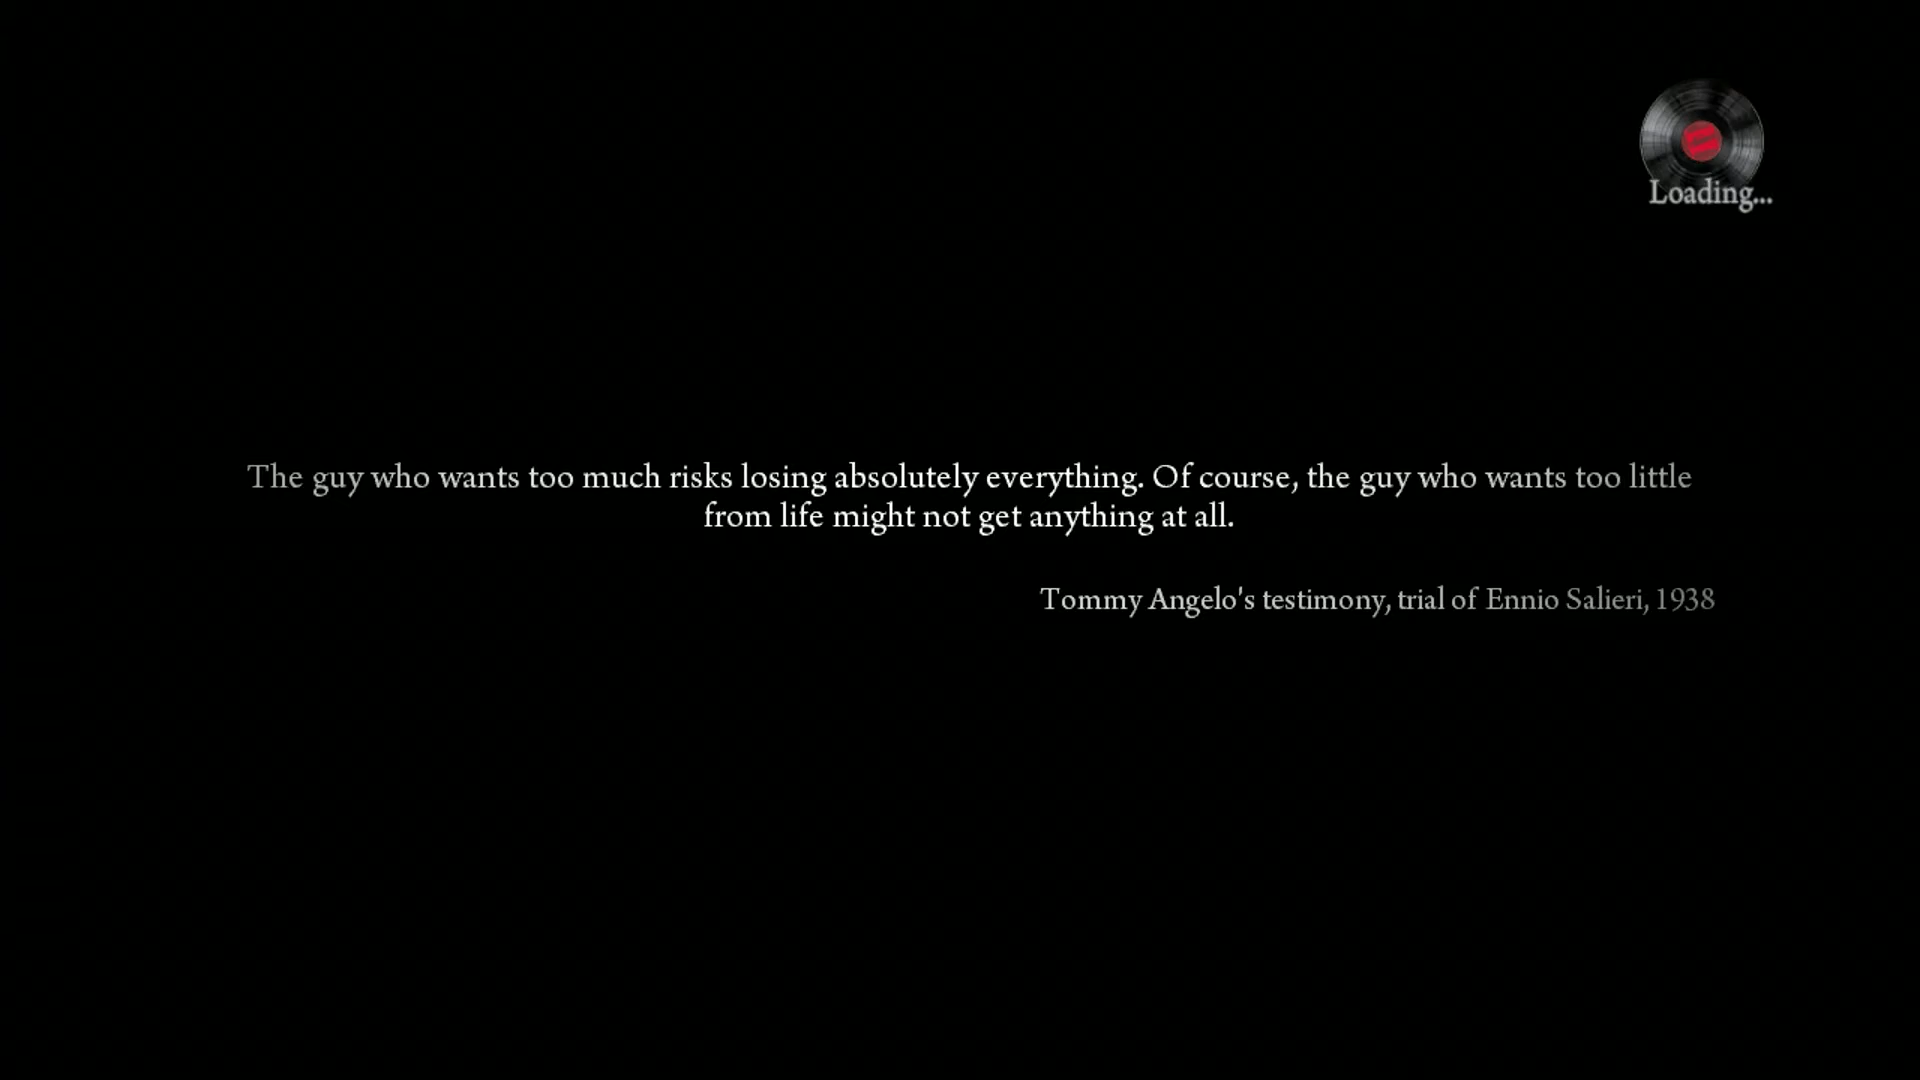 Loading...
The guy who wants too much risks losing absolutely everything. Of course, the guy who wants too little
from life might not get anything at all.
Tommy Angelo's testimony, trial of Ennio Salieri, 1938